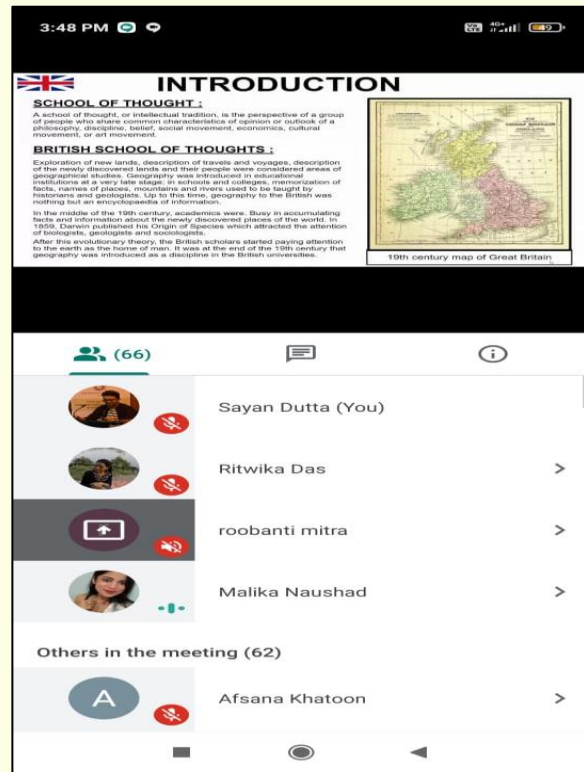 3:48 PM
4G+
49
INTRODUCTION
SCHOOL OF THOUGHT :
A school of thought, or intellectual tradition, is the perspective of a group
of people who share common characteristics of opinion or outlook of a
philosophy, discipline, belief, social movement, economics, cultural
movement, or art movement.
BRITISH SCHOOL OF THOUGHTS :
Exploration of new lands, description of travels and voyages, description
of the newly discovered lands and their people were considered areas of
geographical studies. Geography was introduced in educational
institutions at a very late stage; in schools and colleges, memorization of
facts, names of places, mountains and rivers used to be taught by
historians and geologists. Up to this time, geography to the British was
nothing but an encyclopaedia of information.
In the middle of the 19th century, academics were. Busy in accumulating
facts and information about the newly discovered places of the world. In
1859, Darwin published his Origin of Species which attracted the attention
of biologists, geologists and sociologists.
After this evolutionary theory, the British scholars started paying attention
to the earth as the home of man. It was at the end of the 19th century that
geography was introduced as a discipline in the British universities.
19th century map of Great Britain
(66)
Sayan Dutta (You)
Ritwika Das
roobanti mitra
Malika Naushad
Others in the meeting (62)
A
Afsana Khatoon